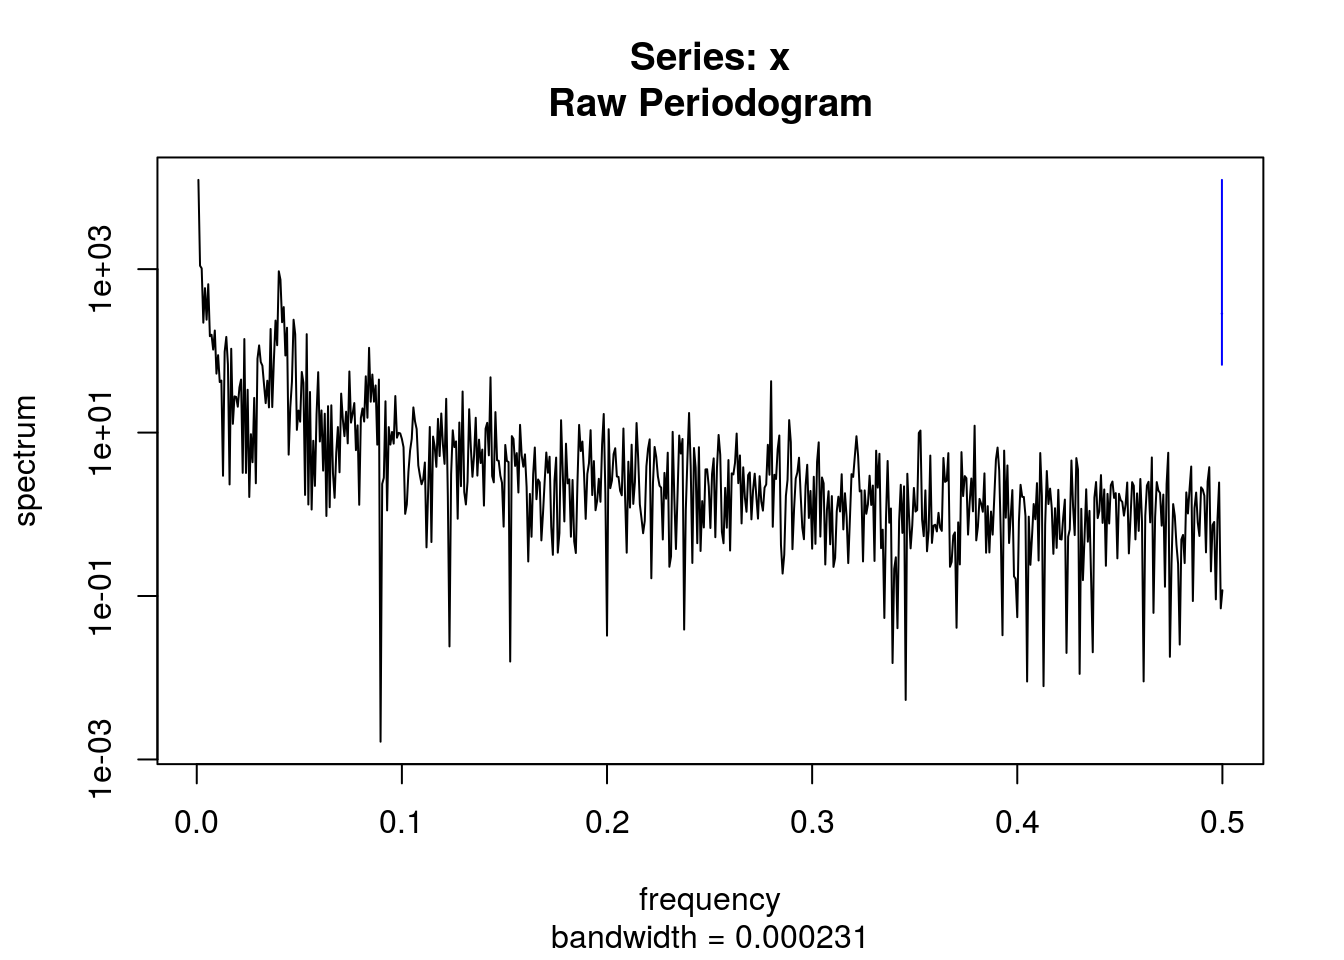 Series: x
Raw Periodogram
1e+03
1e+01
1e-01
1e-03
spectrum
0.0 0.1 0.2 0.3 0.4 0.5
frequency
bandwidth = 0.000231